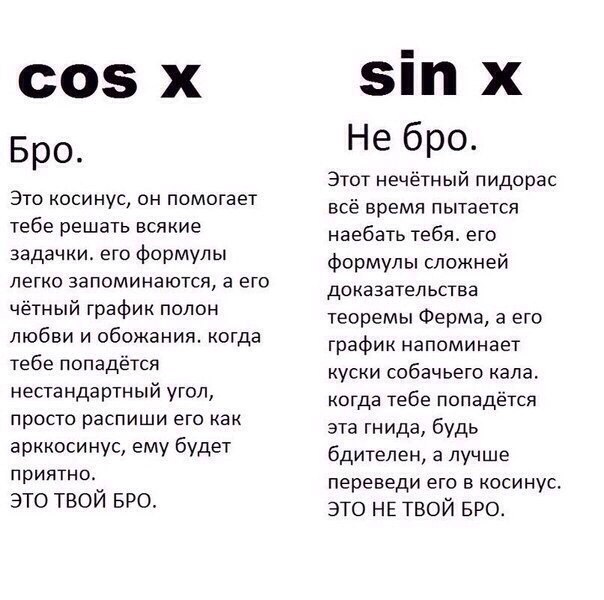 cos x
Бро.
Это косинус, он помогает
тебе решать всякие
задачки. его формулы
легко запоминаются, а его
чётный график полон
любви и обожания. когда
тебе попадётся
нестандартный угол,
просто распиши его как
арккосинус, ему будет
приятно.
ЭТО ТВОЙ БРО.
sin x
Не бро.
Этот нечётный пидорас
всё время пытается
наебать тебя. его
формулы сложней
доказательства
теоремы Ферма, а его
график напоминает
куски собачьего кала.
когда тебе попадётся
эта гнида, будь
бдителен, а лучше
переведи его в косинус.
ЭТО НЕ ТВОЙ БРО.